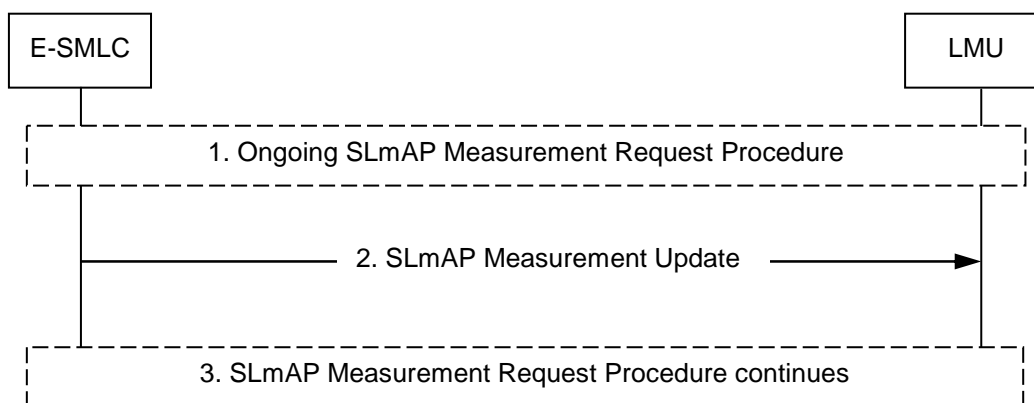 E-SMLC
LMU
1. Ongoing SLmAP Measurement Request Procedure
2. SLmAP Measurement Update
3. SLmAP Measurement Request Procedure continues